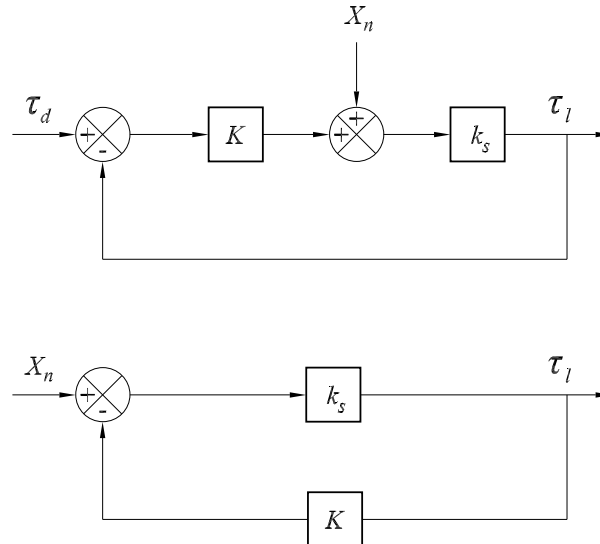 X_n
τ_d
τ_l
+
-
K
+
+
k_s
X_n
τ_l
+
-
k_s
K